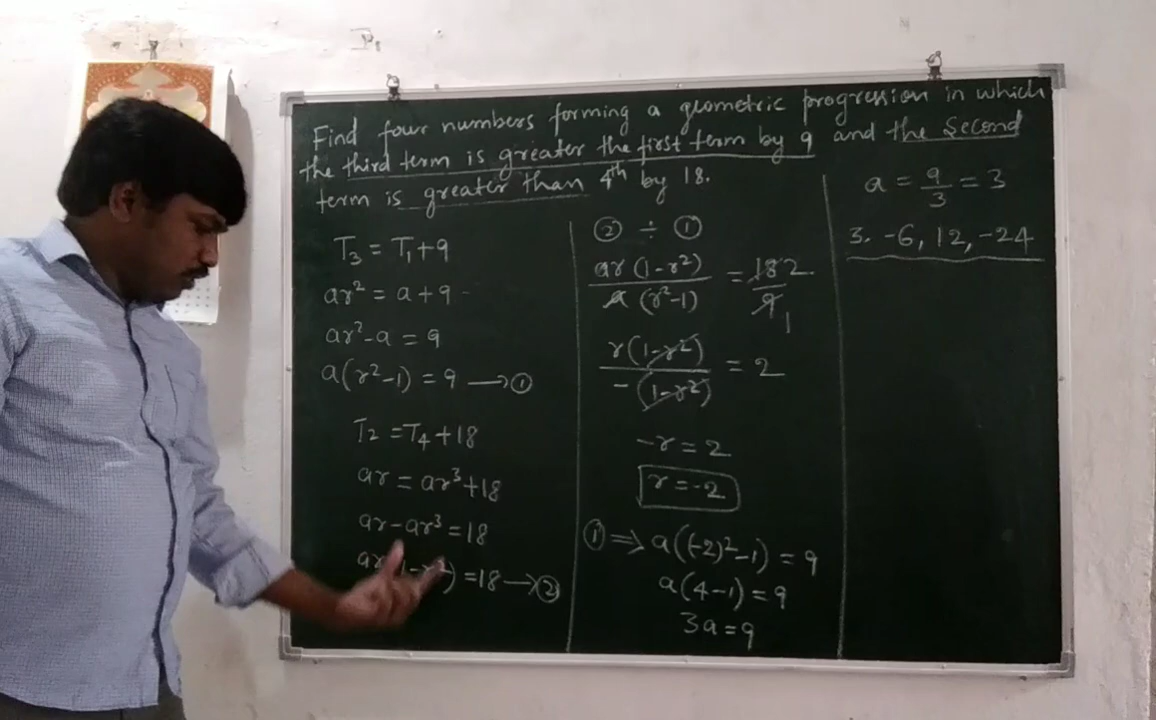 Find four numbers forming a geometric progression in which
the third term is greater the first term by 9 and the second
term is greater than 4th by 18.
T3 = T1+9
ar² = a+9
ar²-a = 9
a(r²-1) = 9 → ①
T2 = T4+18
ar = ar³+18
ar-ar³ = 18
=18 → ②
② ÷ ①
ar(1-r²) / a(r²-1) = 18 2 / 9 1
r(1-r²) / -(1-r²) = 2
-r = 2
r = -2
① ⇒ a((-2)²-1) = 9
a(4-1) = 9
3a = 9
a = 9/3 = 3
3. -6, 12, -24